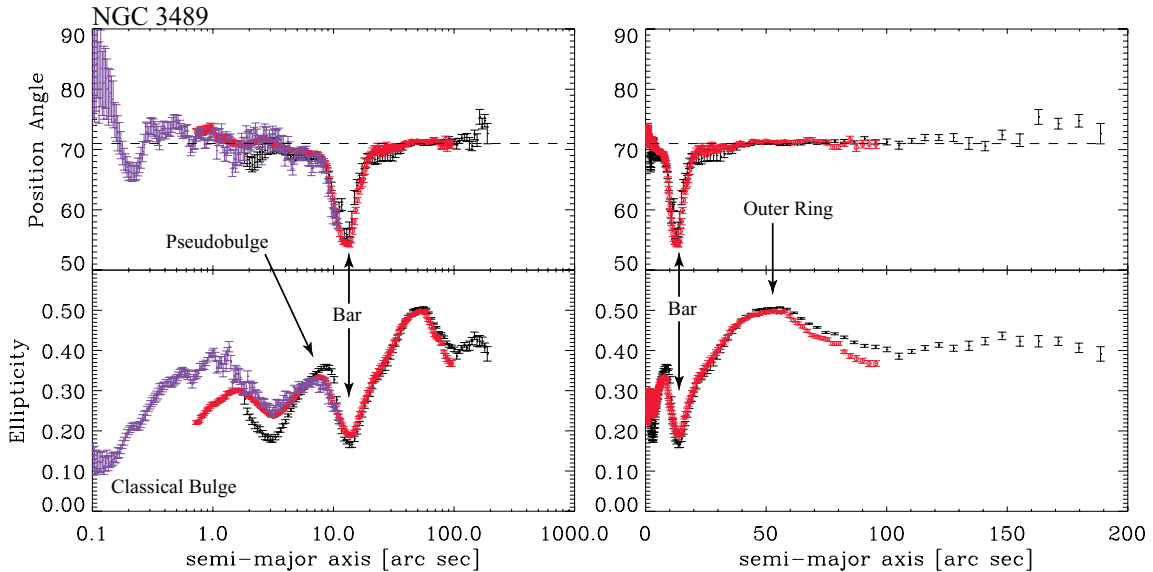 NGC 3489
90
80
70
60
50
Position Angle
Pseudobulge
Bar
0.50
0.40
0.30
0.20
0.10
0.00
Ellipticity
Classical Bulge
0.1
1.0
10.0
100.0
1000.0
semi-major axis [arc sec]
90
80
70
60
50
Position Angle
Outer Ring
Bar
0.50
0.40
0.30
0.20
0.10
0.00
Ellipticity
0
50
100
150
200
semi-major axis [arc sec]